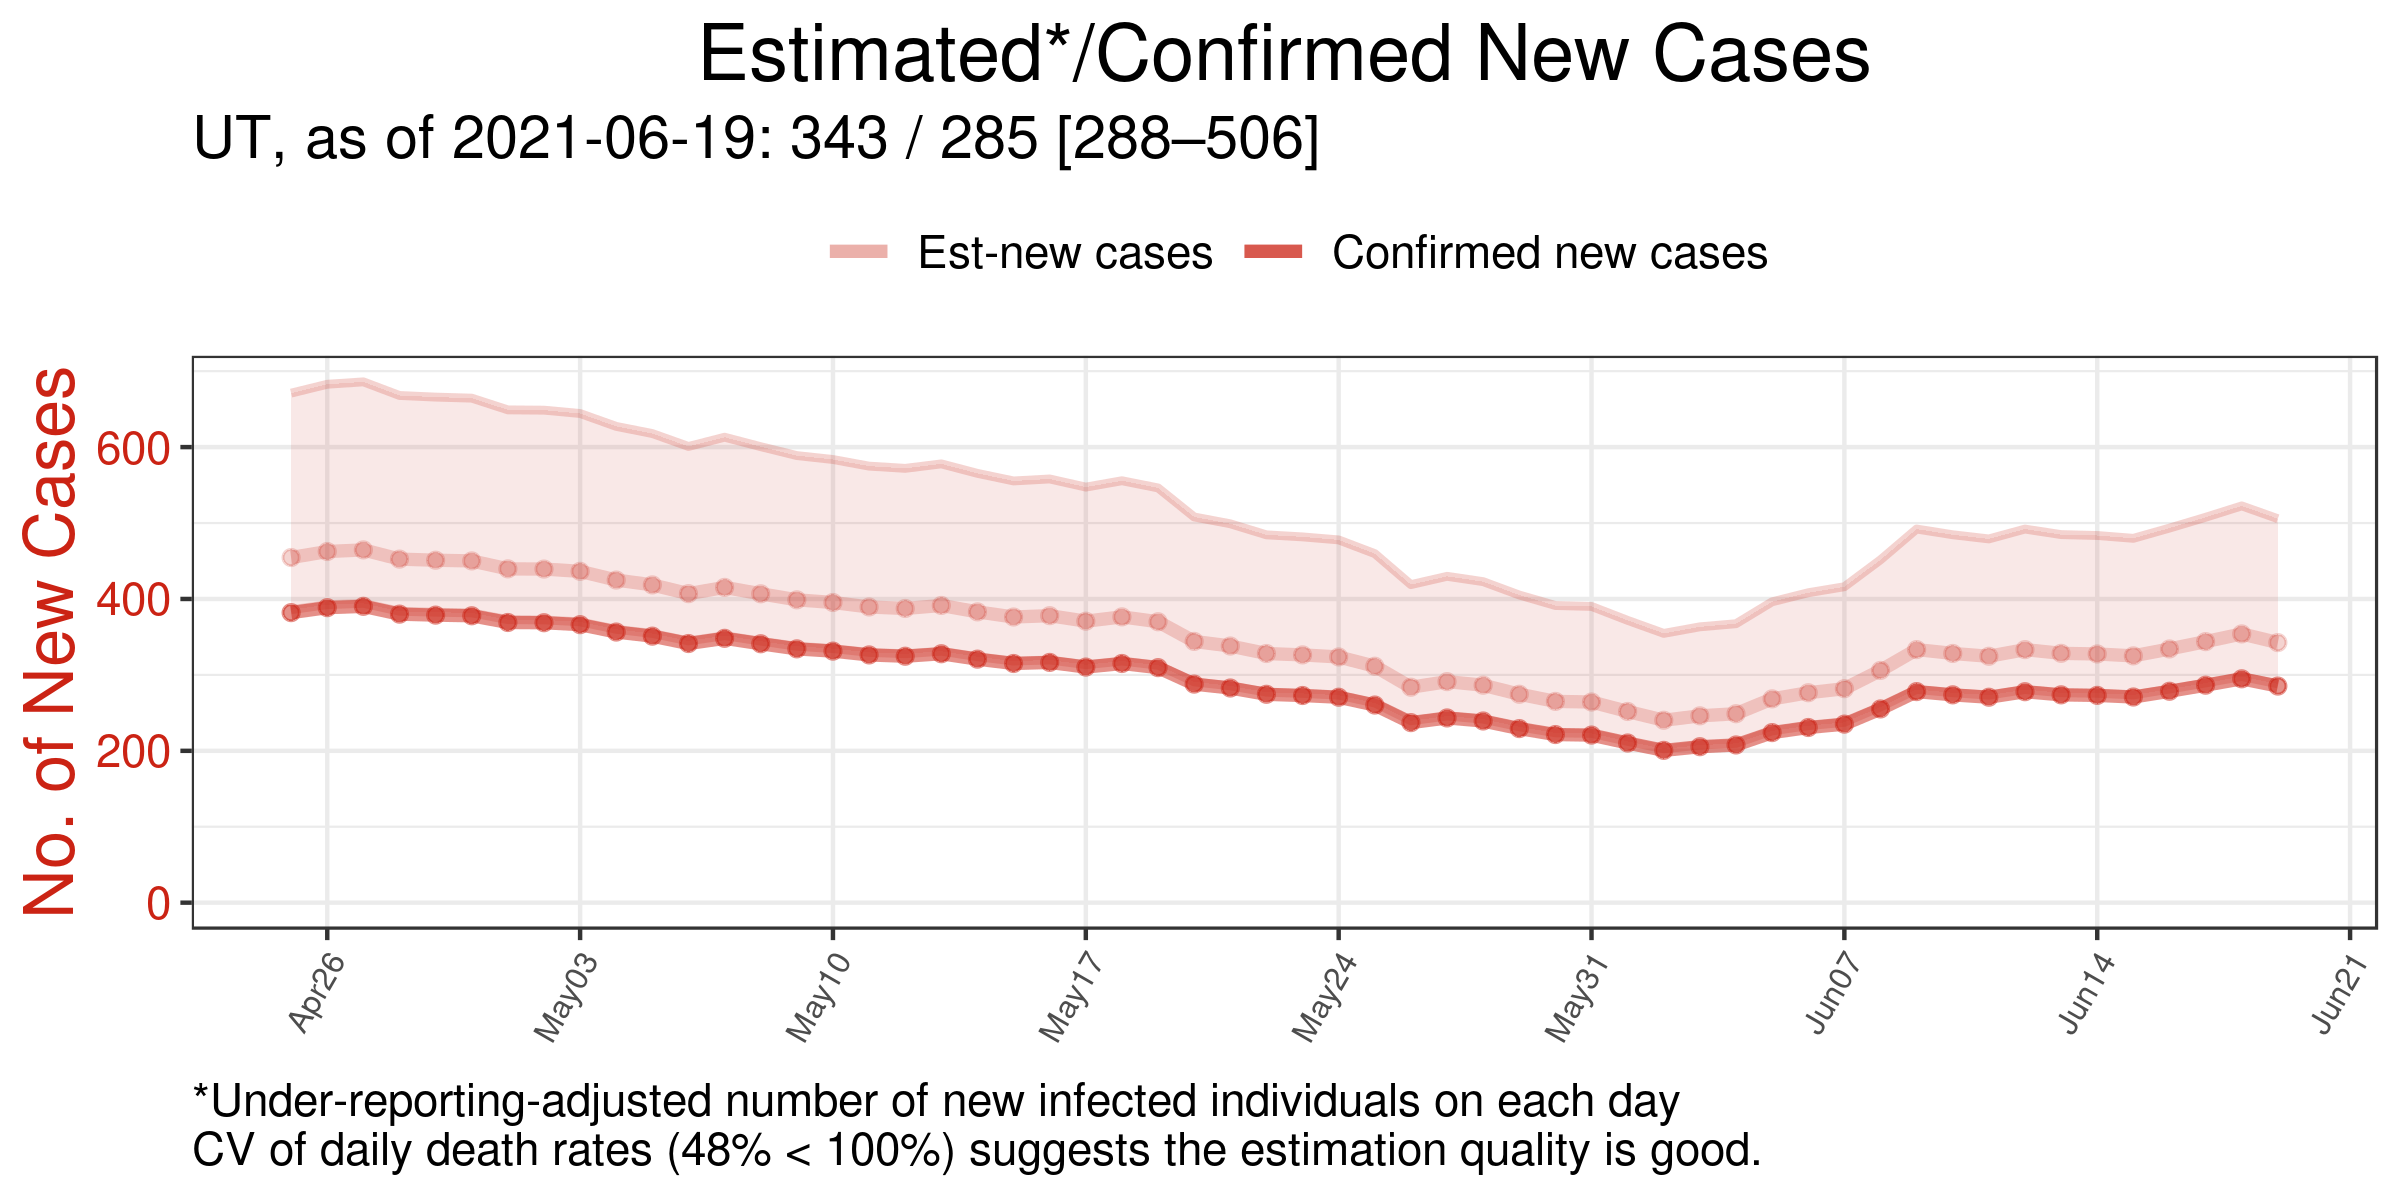 Estimated*/Confirmed New Cases
UT, as of 2021-06-19: 343 / 285 [288–506]
Est-new cases
Confirmed new cases
No. of New Cases
600
400
200
0
Apr26
May03
May10
May17
May24
May31
Jun07
Jun14
Jun21
*Under-reporting-adjusted number of new infected individuals on each day
CV of daily death rates (48% < 100%) suggests the estimation quality is good.